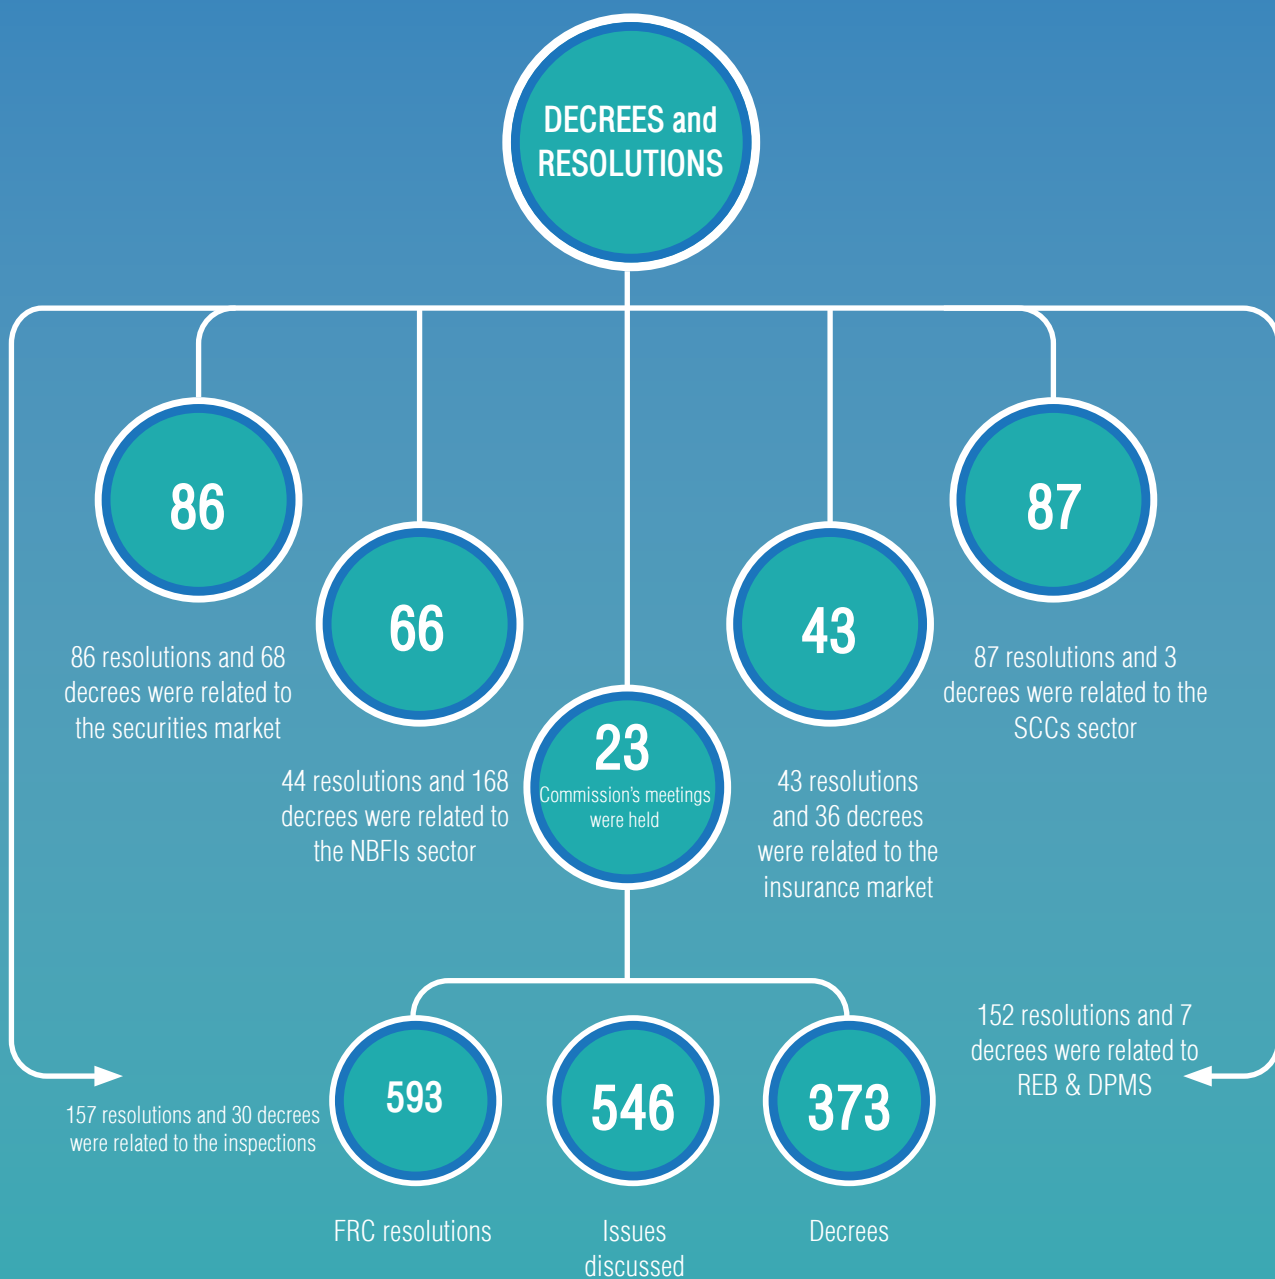 DECREES and
RESOLUTIONS
86
86 resolutions and 68
decrees were related to
the securities market
66
44 resolutions and 168
decrees were related to
the NBFIs sector
23
Commission's meetings
were held
43
43 resolutions
and 36 decrees
were related to the
insurance market
87
87 resolutions and 3
decrees were related to the
SCCs sector
157 resolutions and 30 decrees
were related to the inspections
593
FRC resolutions
546
Issues
discussed
373
Decrees
152 resolutions and 7
decrees were related to
REB & DPMS